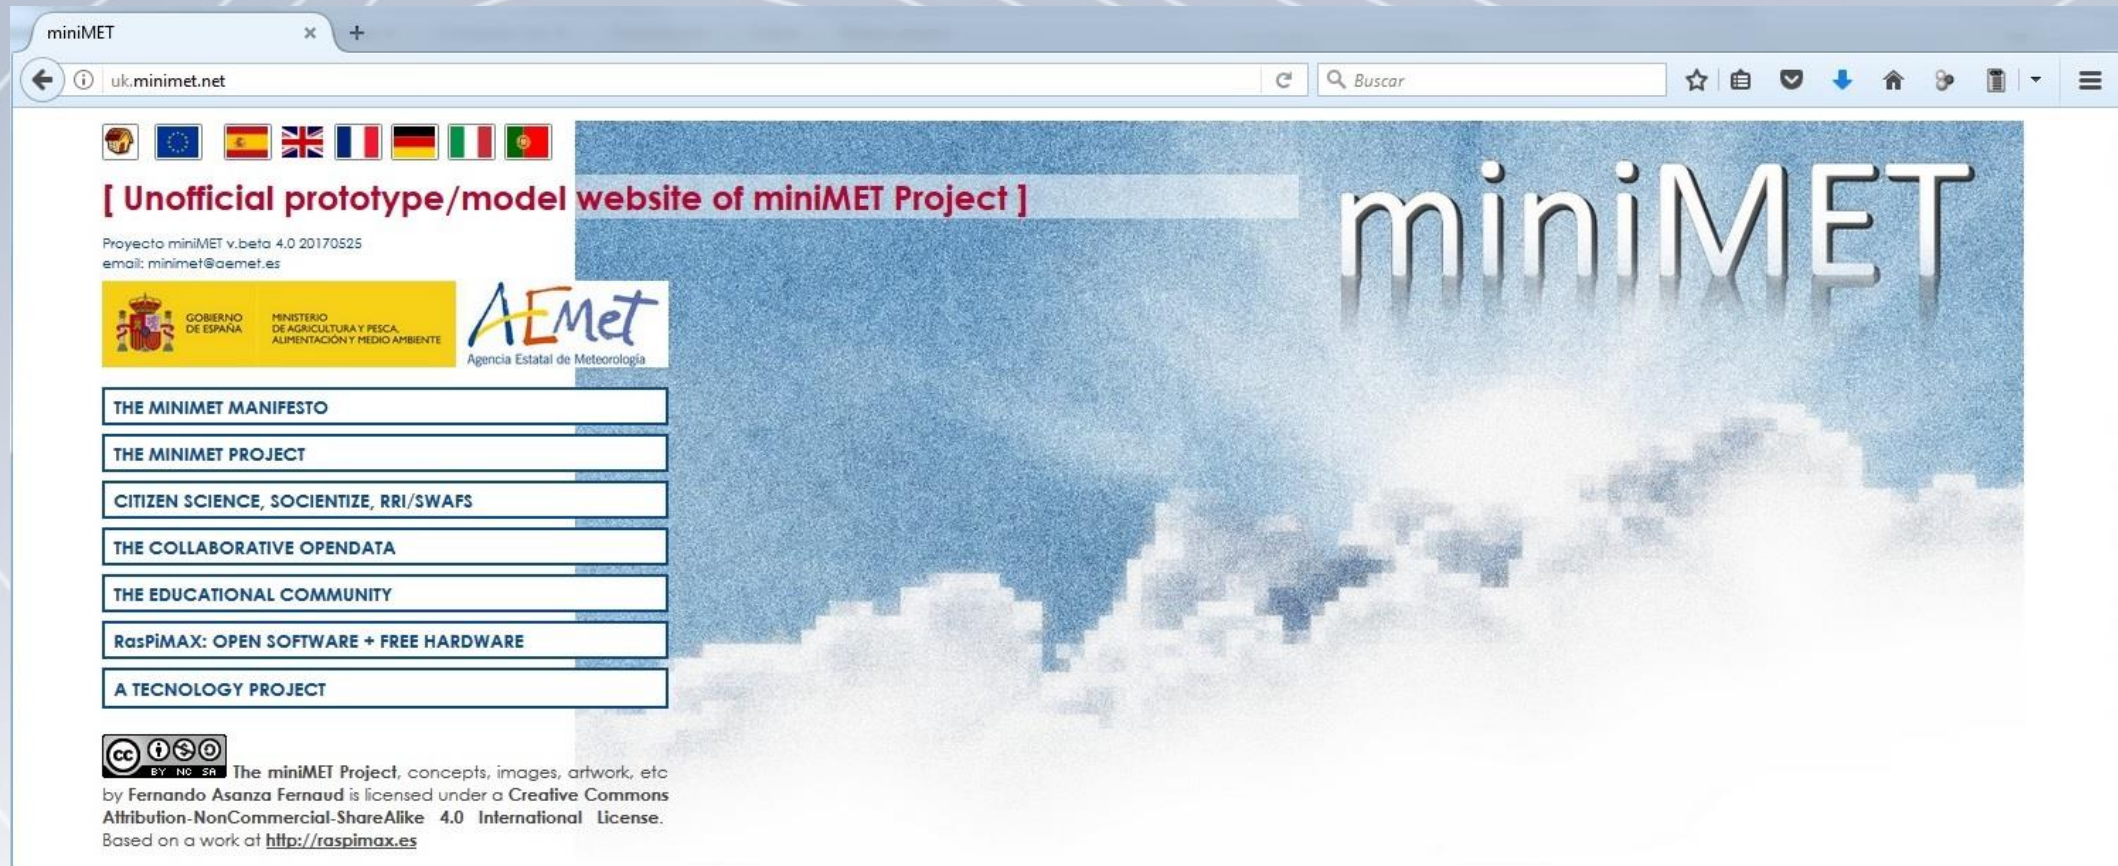 miniMET
uk.minimet.net
Buscar
[ Unofficial prototype/model website of miniMET Project ]
miniMET
Proyecto miniMET v.beta 4.0 20170525
email: minimet@aemet.es
GOBIERNO
DE ESPAÑA
MINISTERIO
DE AGRICULTURA Y PESCA,
ALIMENTACIÓN Y MEDIO AMBIENTE
AEMet
Agencia Estatal de Meteorología
THE MINIMET MANIFESTO
THE MINIMET PROJECT
CITIZEN SCIENCE, SOCIENTIZE, RRI/SWAFS
THE COLLABORATIVE OPENDATA
THE EDUCATIONAL COMMUNITY
RasPiMAX: OPEN SOFTWARE + FREE HARDWARE
A TECNOLOGY PROJECT
cc
BY NC SA
The miniMET Project, concepts, images, artwork, etc
by Fernando Asanza Fernaud is licensed under a Creative Commons
Attribution-NonCommercial-ShareAlike 4.0 International License.
Based on a work at http://raspimax.es